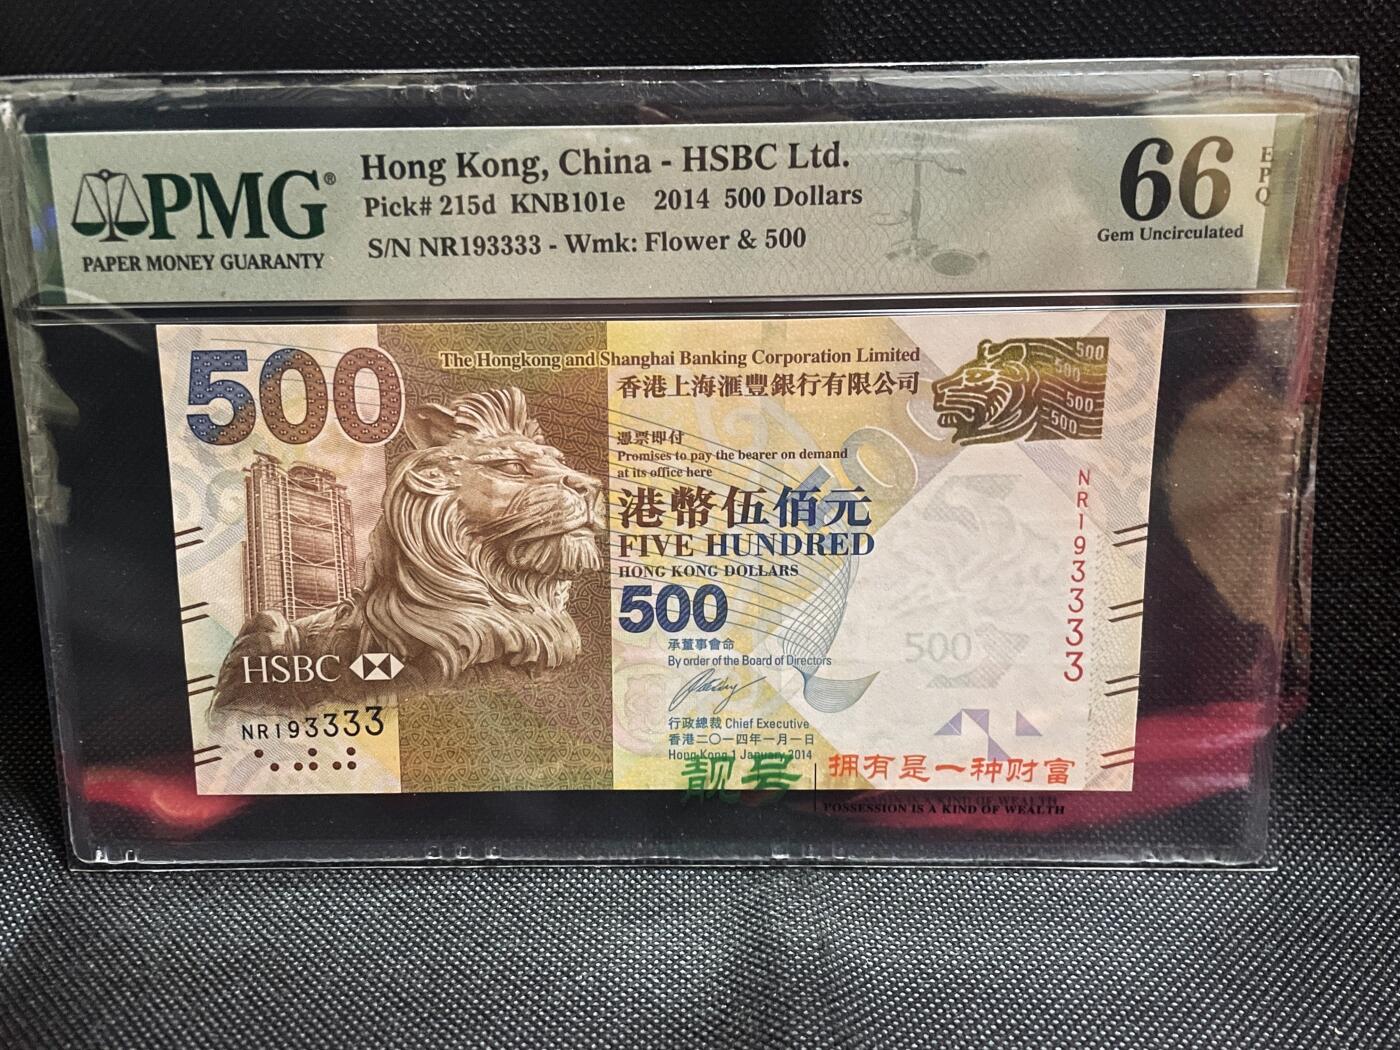 PMG®
PAPER MONEY GUARANTY
Hong Kong, China - HSBC Ltd.
Pick# 215d KNB101e 2014 500 Dollars
S/N NR193333 - Wmk: Flower & 500
66
EPQ
Gem Uncirculated
500
The Hongkong and Shanghai Banking Corporation Limited
香港上海滙豐銀行有限公司
500
500
500
500
憑票即付
Promises to pay the bearer on demand
at its office here
港幣伍佰元
FIVE HUNDRED
HONG KONG DOLLARS
500
500
NR193333
承董事會命
By order of the Board of Directors
HSBC
NR193333
行政總裁 Chief Executive
香港二〇一四年一月一日
Hong Kong 1 January 2014
靓号
拥有是一种财富
POSSESSION IS A KIND OF WEALTH